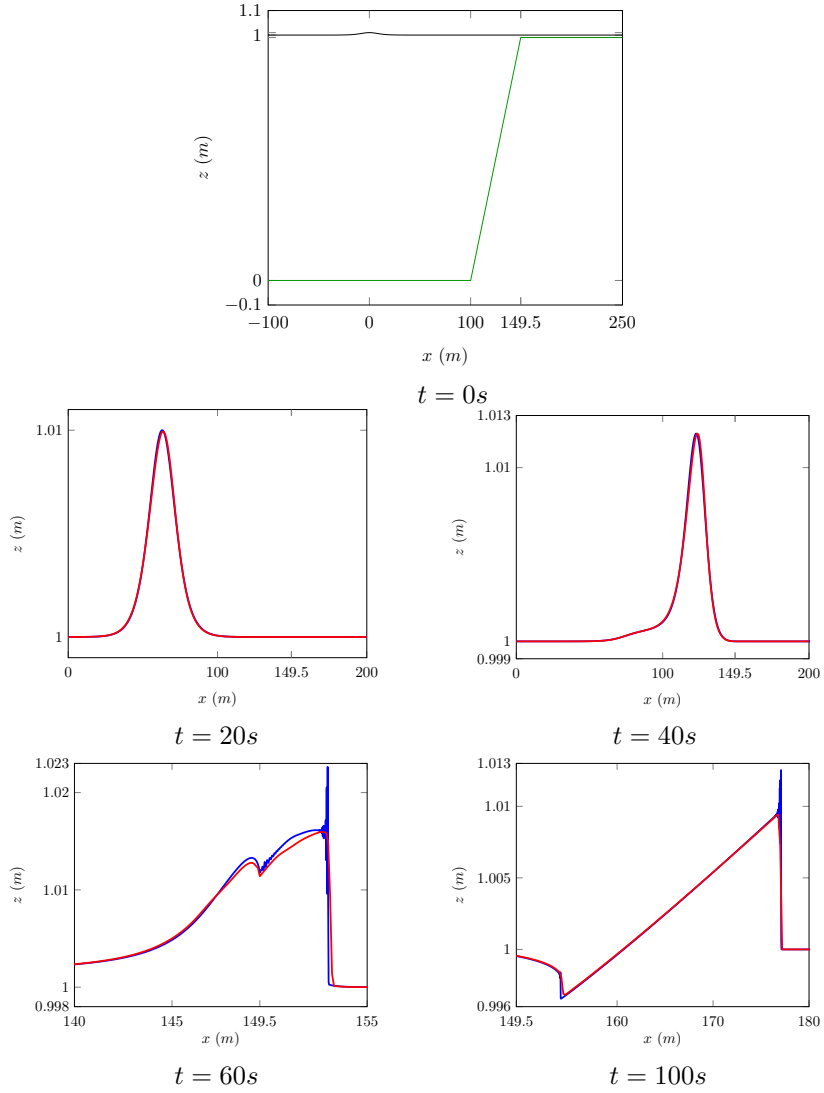 1.1
1
z (m)
0
−0.1
−100 0 100 149.5 250
x (m)
t = 0s
1.01
z (m)
1
0 100 149.5 200
x (m)
t = 20s
1.013
1.01
z (m)
1
0.999
0 100 149.5 200
x (m)
t = 40s
1.023
1.02
z (m)
1.01
1
0.998
140 145 149.5 155
x (m)
t = 60s
1.013
1.01
z (m)
1.005
1
0.996
149.5 160 170 180
x (m)
t = 100s